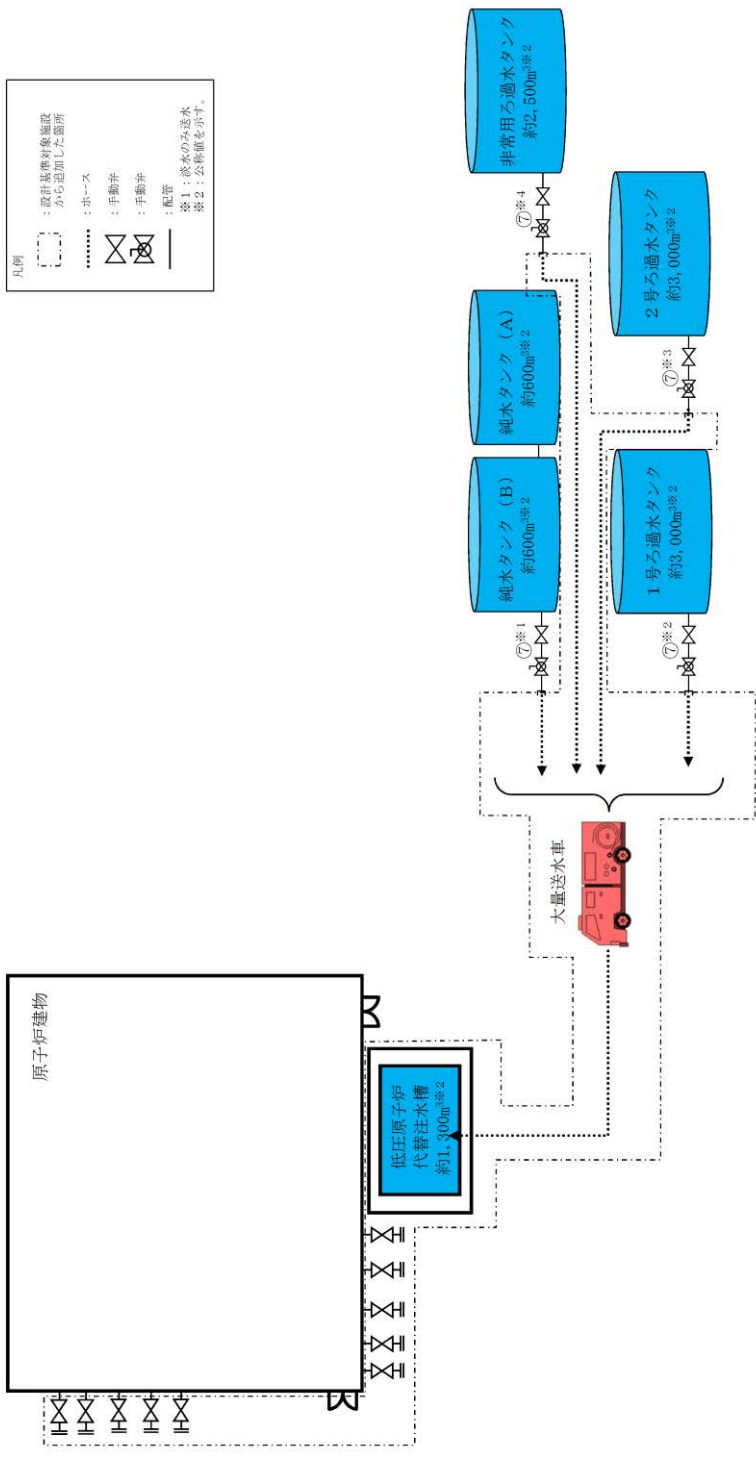 凡例
：設計基準対象施設
から追加した箇所
：ホース
：手動弁
：手動弁
：配管
※1：淡水のみ送水
※2：公称値を示す。
原子炉建物
低圧原子炉
代替注水槽
約1,300m³※2
大量送水車
⑦※1
純水タンク（B）
約600m³※2
純水タンク（A）
約600m³※2
⑦※4
非常用ろ過水タンク
約2,500m³※2
⑦※2
1号ろ過水タンク
約3,000m³※2
⑦※3
2号ろ過水タンク
約3,000m³※2